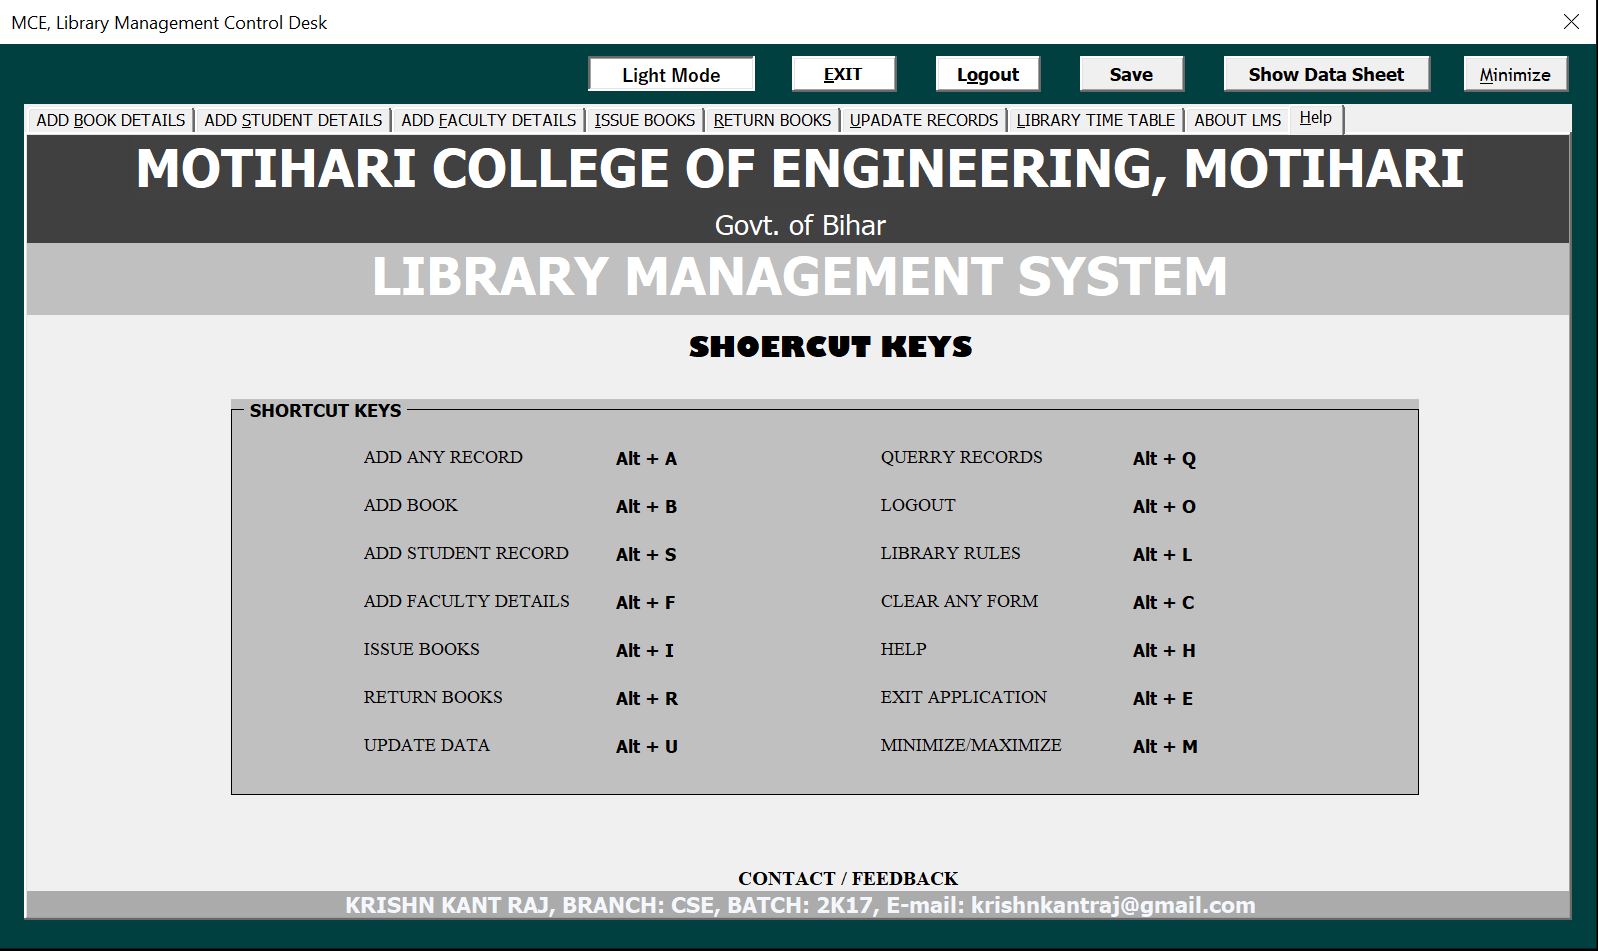 MCE, Library Management Control Desk
Light Mode EXIT Logout Save Show Data Sheet Minimize
ADD BOOK DETAILS ADD STUDENT DETAILS ADD FACULTY DETAILS ISSUE BOOKS RETURN BOOKS UPADATE RECORDS LIBRARY TIME TABLE ABOUT LMS Help
MOTIHARI COLLEGE OF ENGINEERING, MOTIHARI
Govt. of Bihar
LIBRARY MANAGEMENT SYSTEM
SHOERCUT KEYS
SHORTCUT KEYS
ADD ANY RECORD Alt + A QUERRY RECORDS Alt + Q
ADD BOOK Alt + B LOGOUT Alt + O
ADD STUDENT RECORD Alt + S LIBRARY RULES Alt + L
ADD FACULTY DETAILS Alt + F CLEAR ANY FORM Alt + C
ISSUE BOOKS Alt + I HELP Alt + H
RETURN BOOKS Alt + R EXIT APPLICATION Alt + E
UPDATE DATA Alt + U MINIMIZE/MAXIMIZE Alt + M
CONTACT / FEEDBACK
KRISHN KANT RAJ, BRANCH: CSE, BATCH: 2K17, E-mail: krishnkantraj@gmail.com